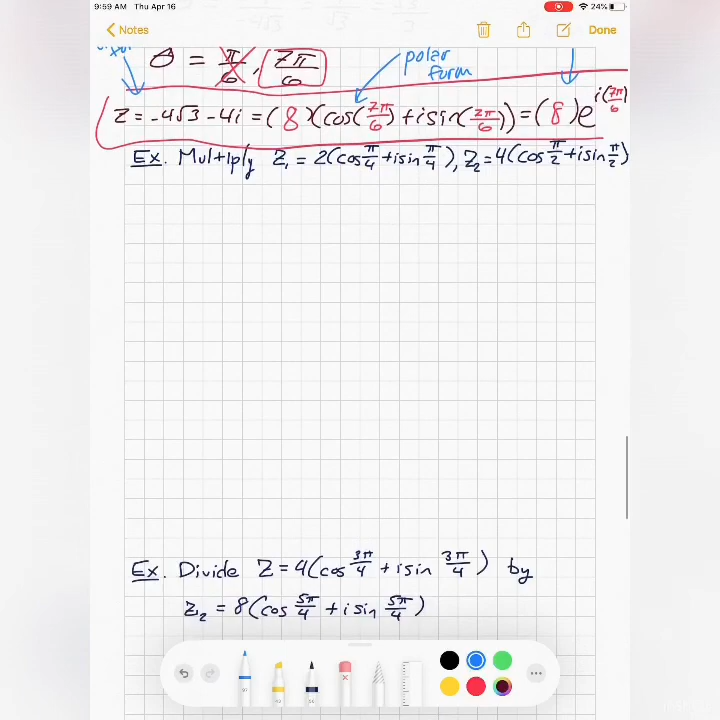 9:59 AM Thu Apr 16
24%
Notes
Done
θ = π/6, 7π/6
polar form
z = -4√3 - 4i = (8)(cos(7π/6) + i sin(7π/6)) = (8)e^i(7π/6)
Ex. Multiply z₁ = 2(cos π/4 + i sin π/4), z₂ = 4(cos π/2 + i sin π/2)
Ex. Divide z = 4(cos 3π/4 + i sin 3π/4) by
z₂ = 8(cos 5π/4 + i sin 5π/4)